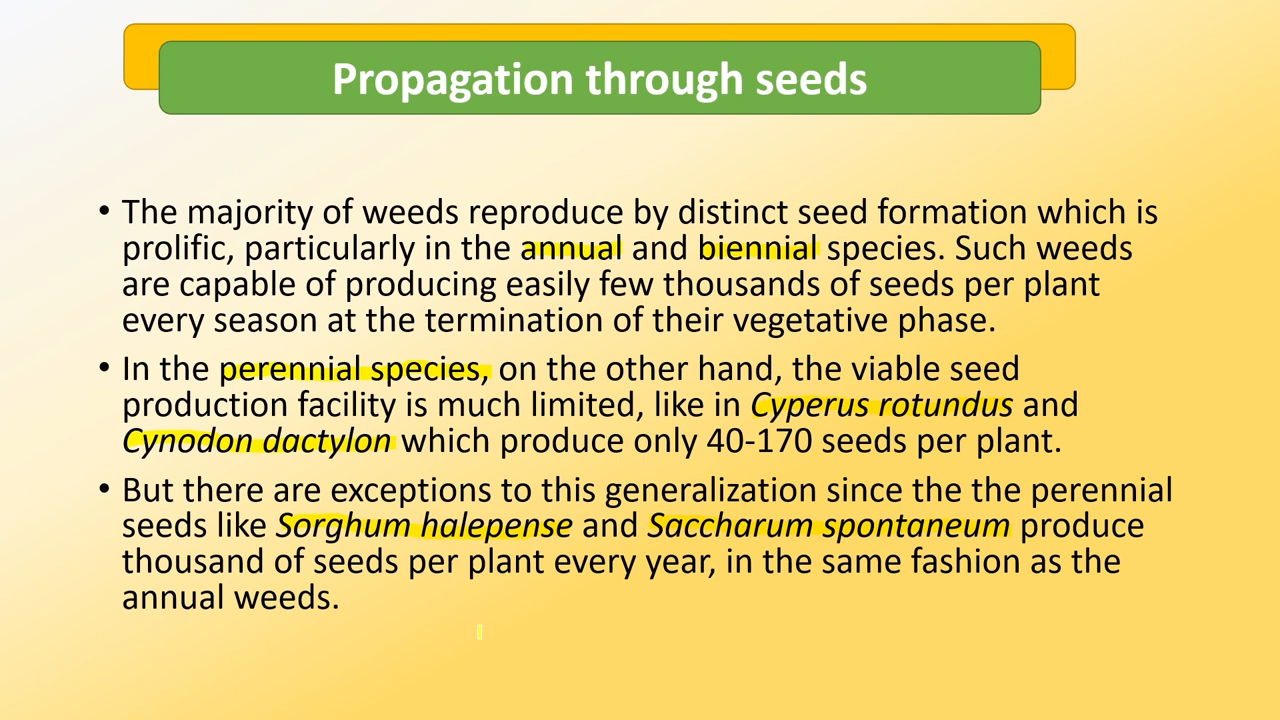 Propagation through seeds
• The majority of weeds reproduce by distinct seed formation which is
prolific, particularly in the annual and biennial species. Such weeds
are capable of producing easily few thousands of seeds per plant
every season at the termination of their vegetative phase.
• In the perennial species, on the other hand, the viable seed
production facility is much limited, like in Cyperus rotundus and
Cynodon dactylon which produce only 40-170 seeds per plant.
• But there are exceptions to this generalization since the the perennial
seeds like Sorghum halepense and Saccharum spontaneum produce
thousand of seeds per plant every year, in the same fashion as the
annual weeds.